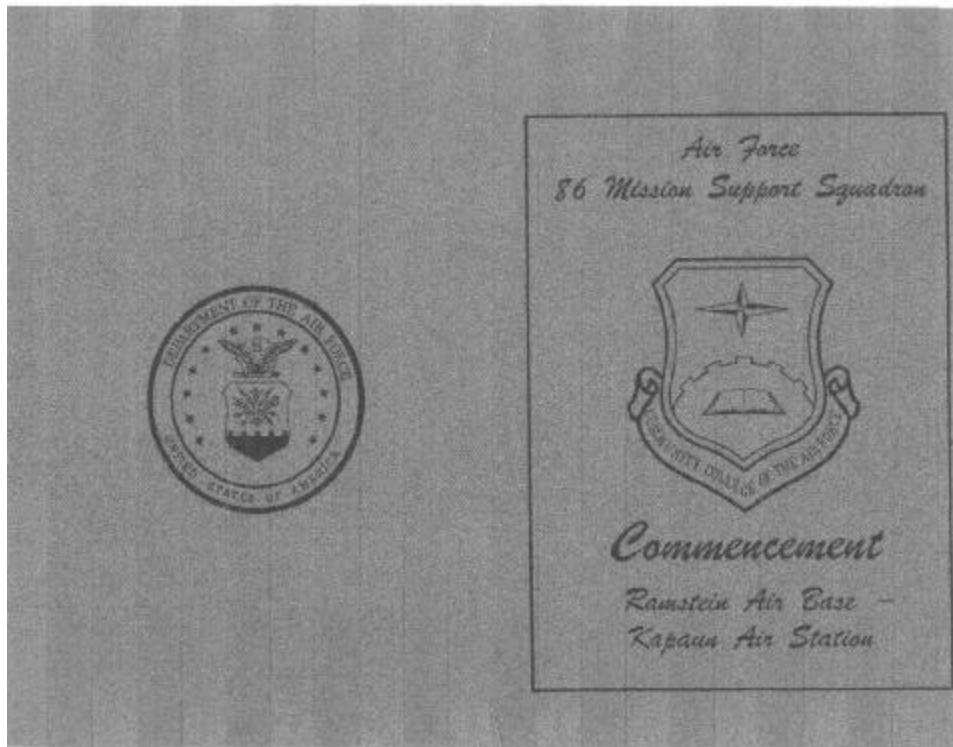 DEPARTMENT OF THE AIR FORCE
UNITED STATES OF AMERICA
Air Force
86 Mission Support Squadron
COMMUNITY COLLEGE OF THE AIR FORCE
Commencement
Ramstein Air Base –
Kapaun Air Station